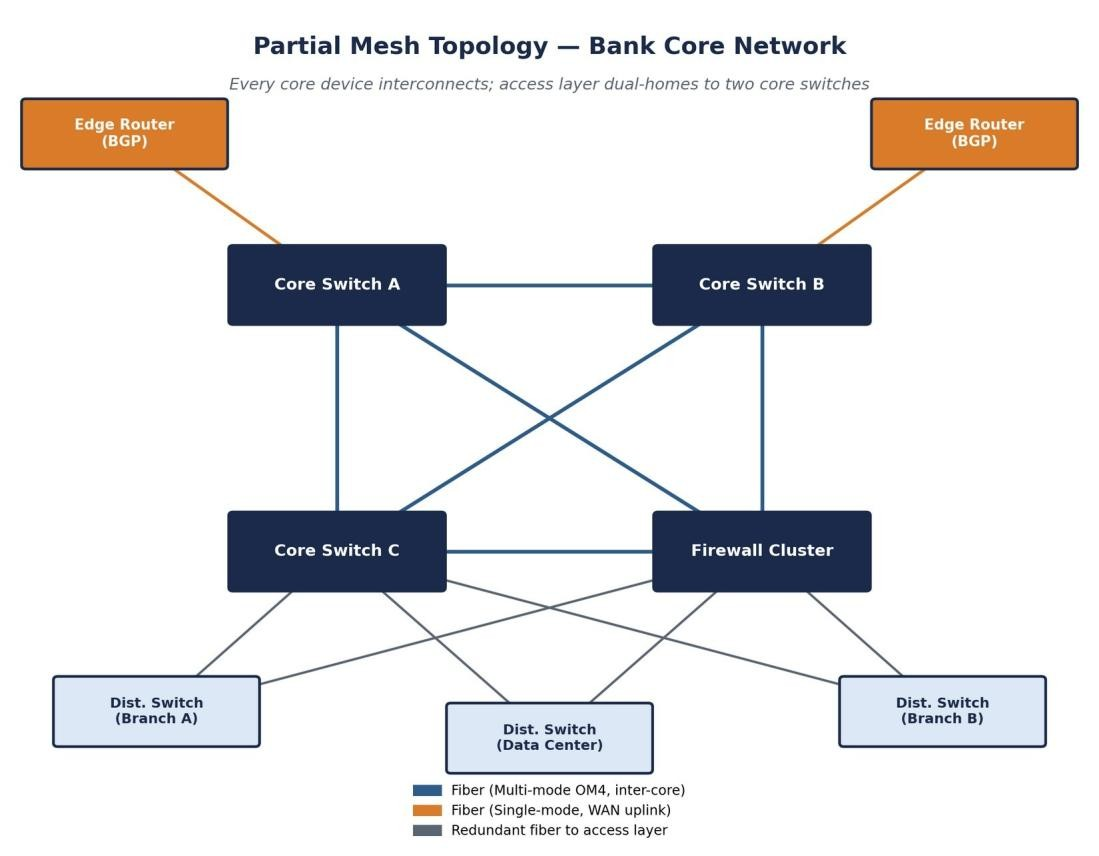 Partial Mesh Topology — Bank Core Network
Every core device interconnects; access layer dual-homes to two core switches
Edge Router
(BGP)
Edge Router
(BGP)
Core Switch A
Core Switch B
Core Switch C
Firewall Cluster
Dist. Switch
(Branch A)
Dist. Switch
(Data Center)
Dist. Switch
(Branch B)
Fiber (Multi-mode OM4, inter-core)
Fiber (Single-mode, WAN uplink)
Redundant fiber to access layer